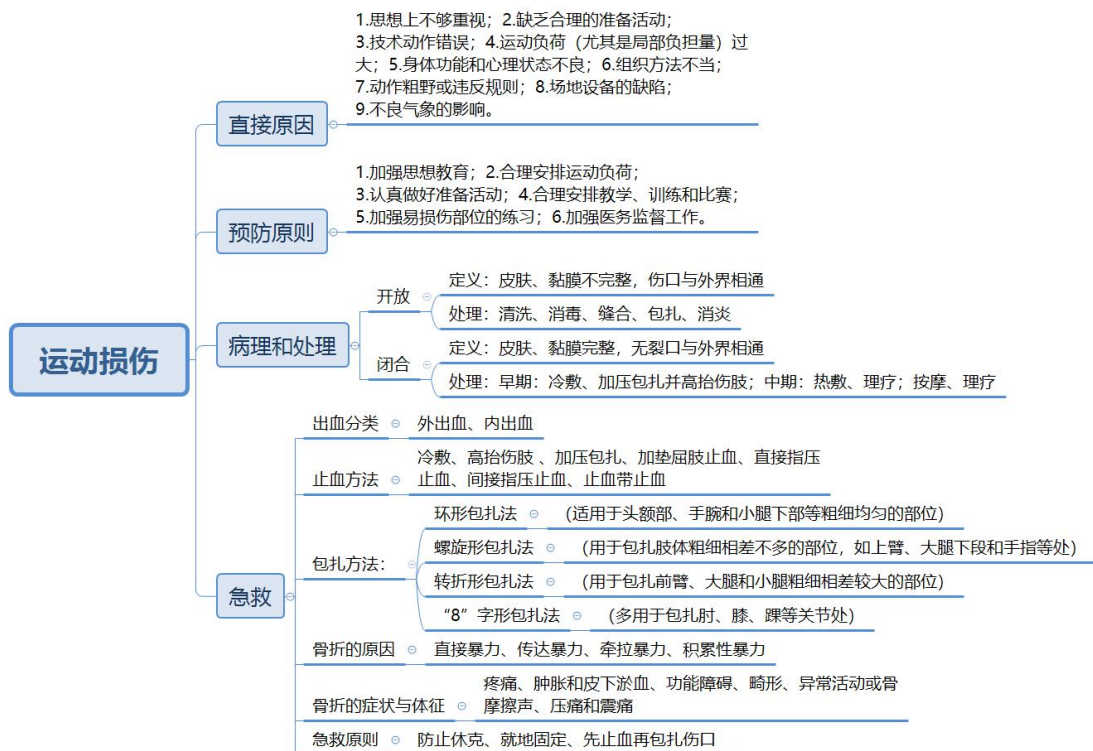 1.思想上不够重视；2.缺乏合理的准备活动；
3.技术动作错误；4.运动负荷（尤其是局部负担量）过
大；5.身体功能和心理状态不良；6.组织方法不当；
7.动作粗野或违反规则；8.场地设备的缺陷；
9.不良气象的影响。
直接原因
1.加强思想教育；2.合理安排运动负荷；
3.认真做好准备活动；4.合理安排教学、训练和比赛；
5.加强易损伤部位的练习；6.加强医务监督工作。
预防原则
定义：皮肤、黏膜不完整，伤口与外界相通
开放
处理：清洗、消毒、缝合、包扎、消炎
运动损伤
病理和处理
定义：皮肤、黏膜完整，无裂口与外界相通
闭合
处理：早期：冷敷、加压包扎并高抬伤肢；中期：热敷、理疗；按摩、理疗
出血分类
外出血、内出血
冷敷、高抬伤肢 、加压包扎、加垫屈肢止血、直接指压
止血、间接指压止血、止血带止血
止血方法
环形包扎法
（适用于头额部、手腕和小腿下部等粗细均匀的部位）
螺旋形包扎法
（用于包扎肢体粗细相差不多的部位，如上臂、大腿下段和手指等处）
包扎方法：
转折形包扎法
（用于包扎前臂、大腿和小腿粗细相差较大的部位）
“8”字形包扎法
（多用于包扎肘、膝、踝等关节处）
急救
骨折的原因
直接暴力、传达暴力、牵拉暴力、积累性暴力
疼痛、肿胀和皮下淤血、功能障碍、畸形、异常活动或骨
摩擦声、压痛和震痛
骨折的症状与体征
急救原则
防止休克、就地固定、先止血再包扎伤口